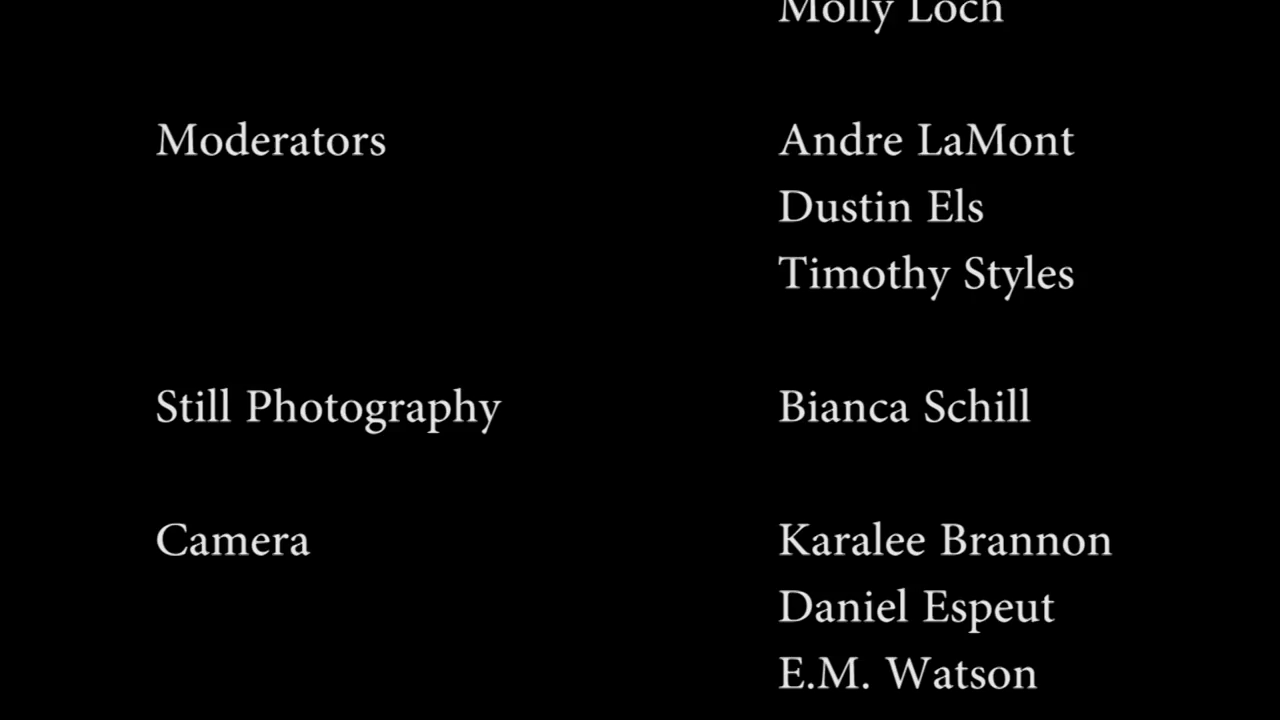 Molly Loch
Moderators Andre LaMont
Dustin Els
Timothy Styles
Still Photography Bianca Schill
Camera Karalee Brannon
Daniel Espeut
E.M. Watson